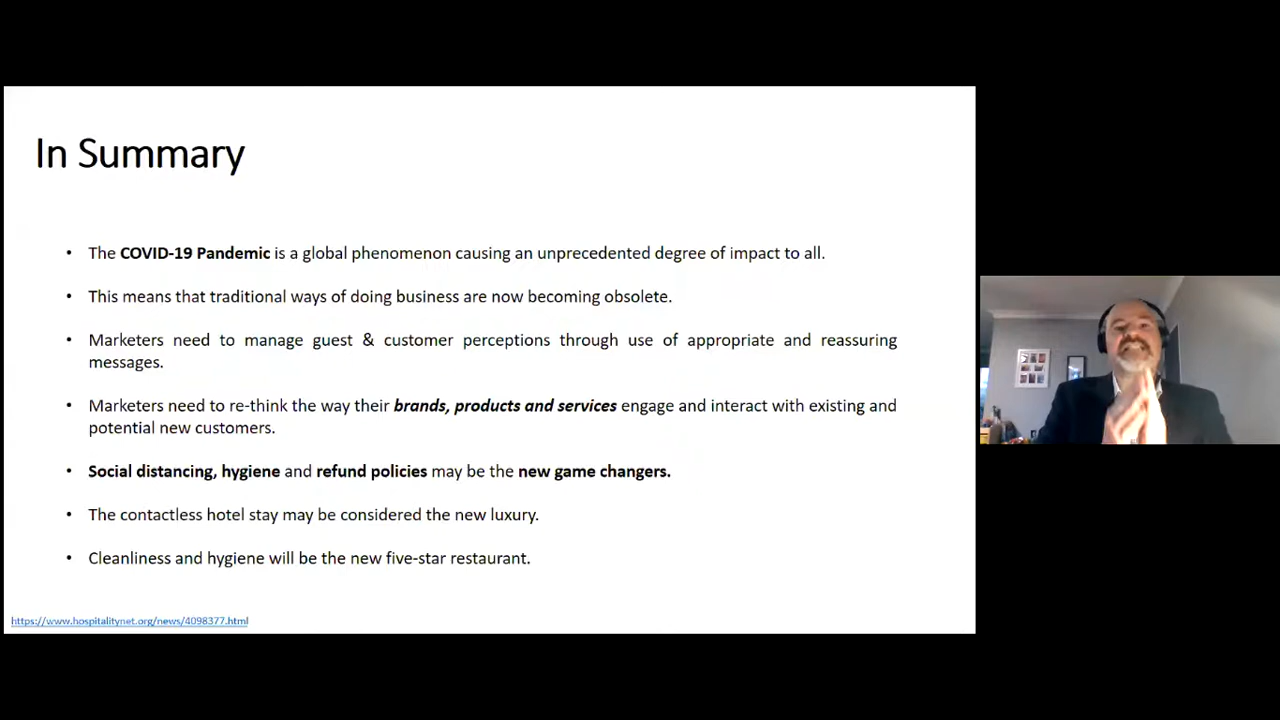 In Summary
• The COVID-19 Pandemic is a global phenomenon causing an unprecedented degree of impact to all.
• This means that traditional ways of doing business are now becoming obsolete.
• Marketers need to manage guest & customer perceptions through use of appropriate and reassuring
messages.
• Marketers need to re-think the way their brands, products and services engage and interact with existing and
potential new customers.
• Social distancing, hygiene and refund policies may be the new game changers.
• The contactless hotel stay may be considered the new luxury.
• Cleanliness and hygiene will be the new five-star restaurant.
https://www.hospitalitynet.org/news/4098377.html